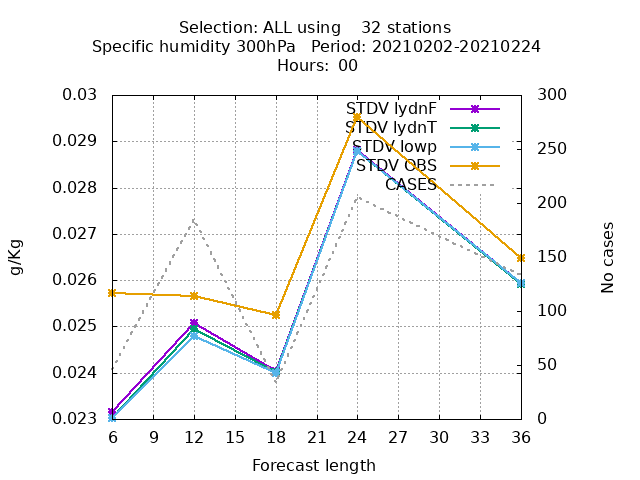 Selection: ALL using    32 stations
Specific humidity 300hPa   Period: 20210202-20210224
Hours:  00
STDV lydnF
STDV lydnT
STDV lowp
STDV OBS
CASES
0.03
0.029
0.028
0.027
0.026
0.025
0.024
0.023
300
250
200
150
100
50
0
g/Kg
No cases
6 9 12 15 18 21 24 27 30 33 36
Forecast length